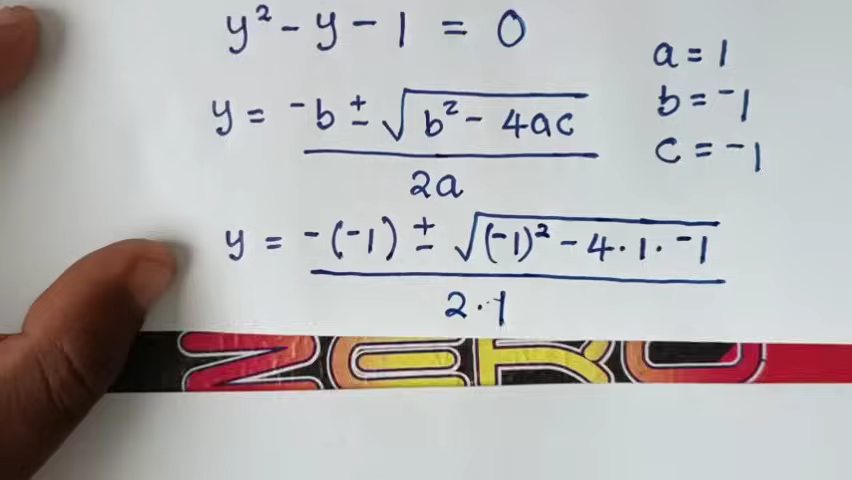 y² - y - 1 = 0
a = 1
y = -b ± √(b² - 4ac) / 2a
b = -1
c = -1
y = -(-1) ± √((-1)² - 4·1·-1) / 2·1
ZERO